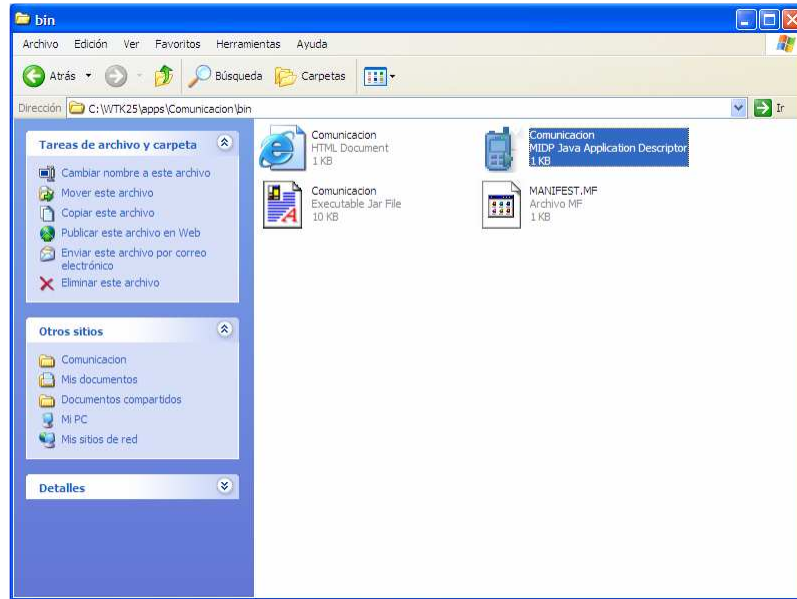 bin
Archivo Edición Ver Favoritos Herramientas Ayuda
Atrás Búsqueda Carpetas
Dirección C:\WTK25\apps\Comunicacion\bin Ir
Tareas de archivo y carpeta
Cambiar nombre a este archivo
Mover este archivo
Copiar este archivo
Publicar este archivo en Web
Enviar este archivo por correo
electrónico
Eliminar este archivo
Otros sitios
Comunicacion
Mis documentos
Documentos compartidos
Mi PC
Mis sitios de red
Detalles
Comunicacion
HTML Document
1 KB
Comunicacion
MIDP Java Application Descriptor
1 KB
Comunicacion
Executable Jar File
10 KB
MANIFEST.MF
Archivo MF
1 KB